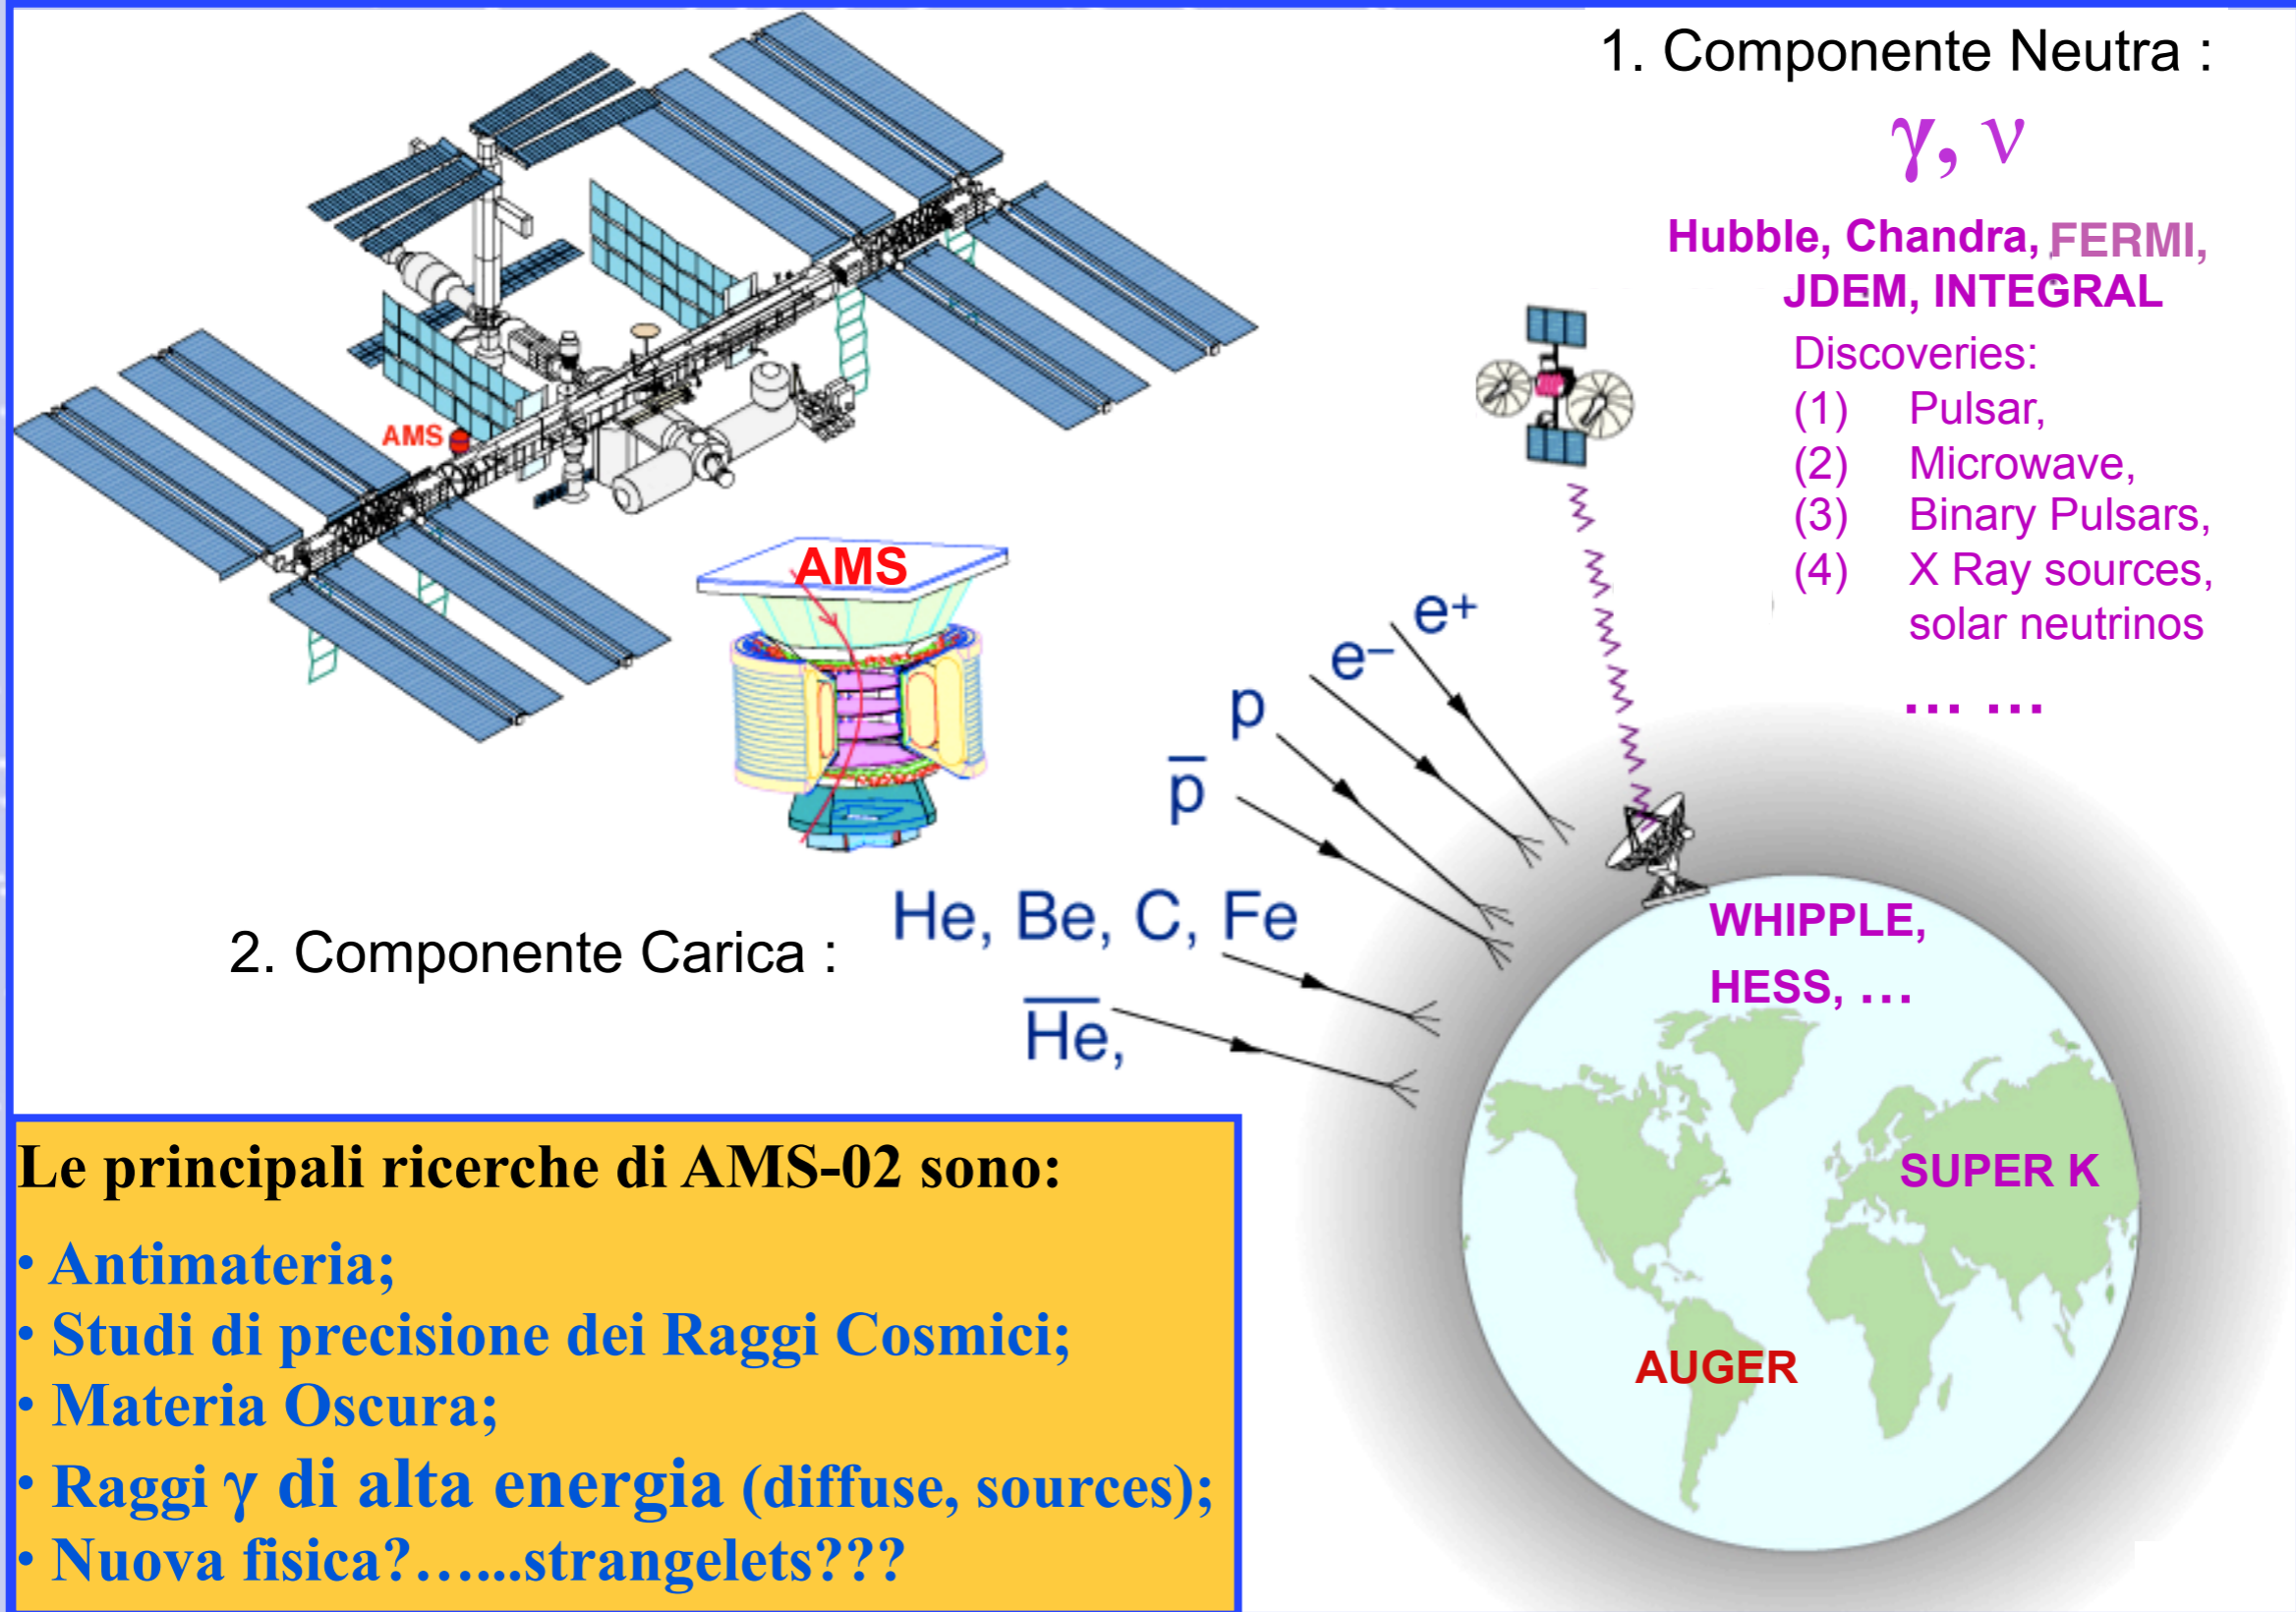 1. Componente Neutra :
γ, ν
Hubble, Chandra, FERMI,
JDEM, INTEGRAL
Discoveries:
(1) Pulsar,
(2) Microwave,
(3) Binary Pulsars,
(4) X Ray sources,
solar neutrinos
... ...
AMS
AMS
e⁺
e⁻
p
p̅
2. Componente Carica :
He, Be, C, Fe
H̅e̅,
WHIPPLE,
HESS, ...
SUPER K
AUGER
Le principali ricerche di AMS-02 sono:
• Antimateria;
• Studi di precisione dei Raggi Cosmici;
• Materia Oscura;
• Raggi γ di alta energia (diffuse, sources);
• Nuova fisica?…...strangelets???